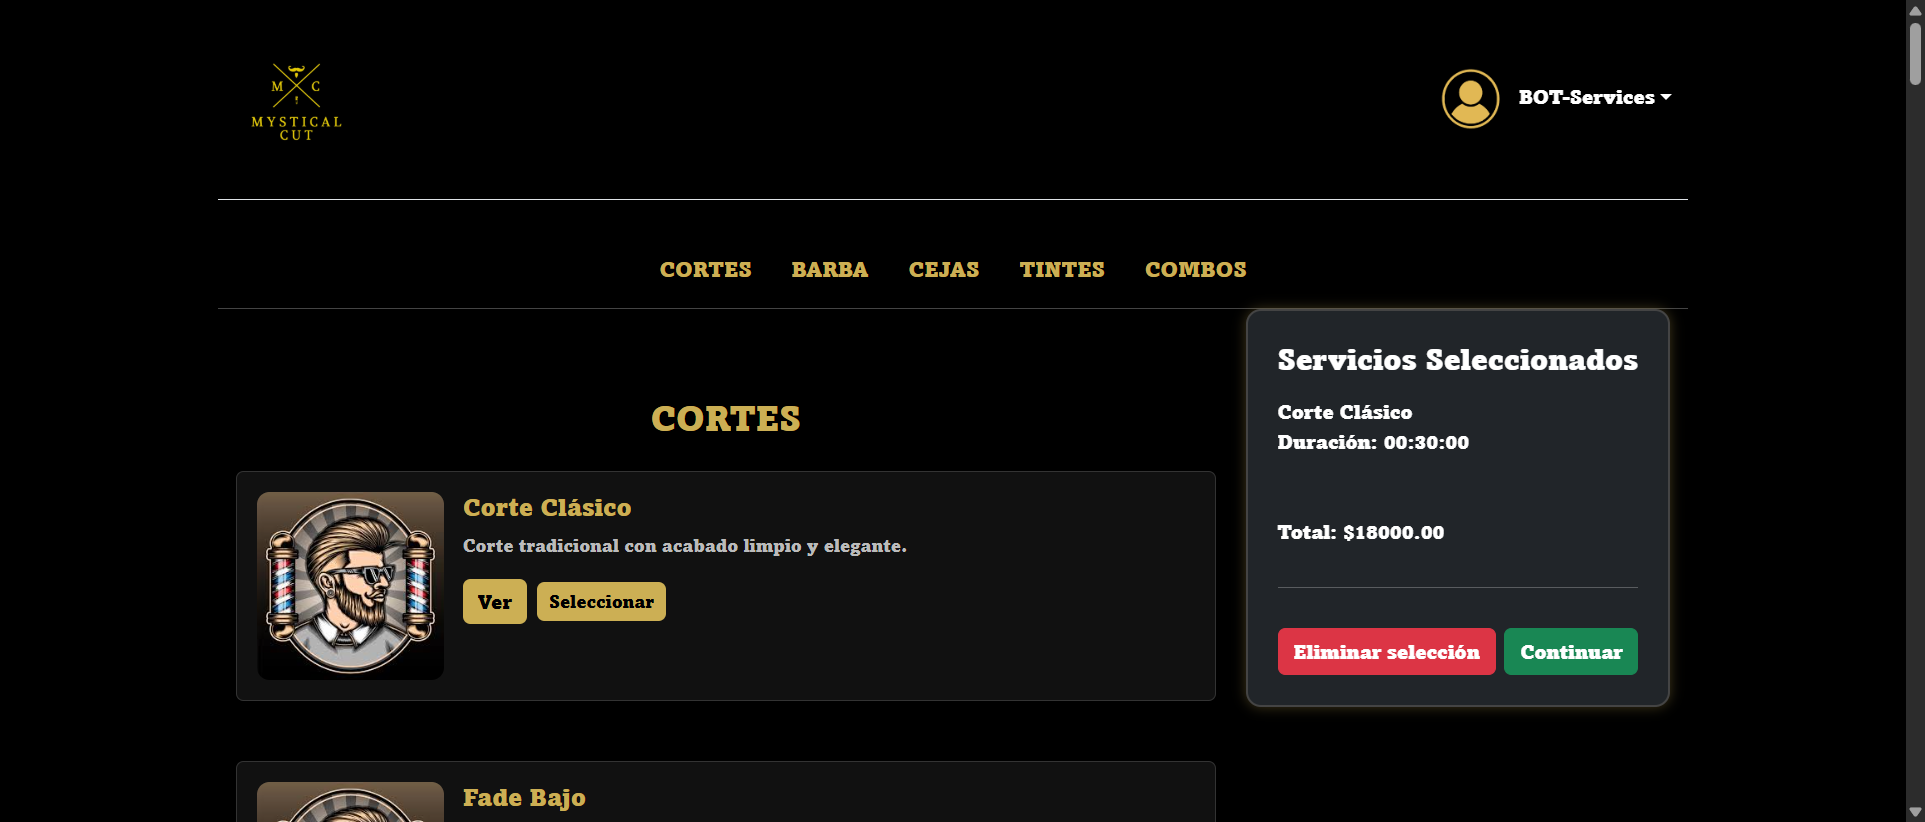 M C
MYSTICAL
CUT
BOT-Services
CORTES BARBA CEJAS TINTES COMBOS
CORTES
Corte Clásico
Corte tradicional con acabado limpio y elegante.
Ver Seleccionar
Fade Bajo
Servicios Seleccionados
Corte Clásico
Duración: 00:30:00
Total: $18000.00
Eliminar selección Continuar